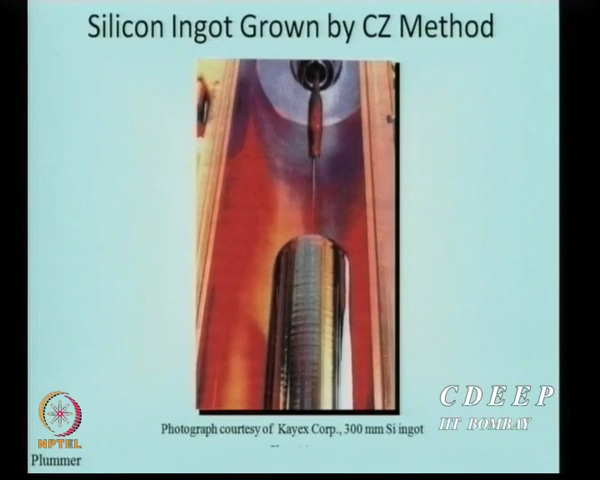 Silicon Ingot Grown by CZ Method
Photograph courtesy of Kayex Corp., 300 mm Si ingot
CDEEP
IIT BOMBAY
NPTEL
Plummer